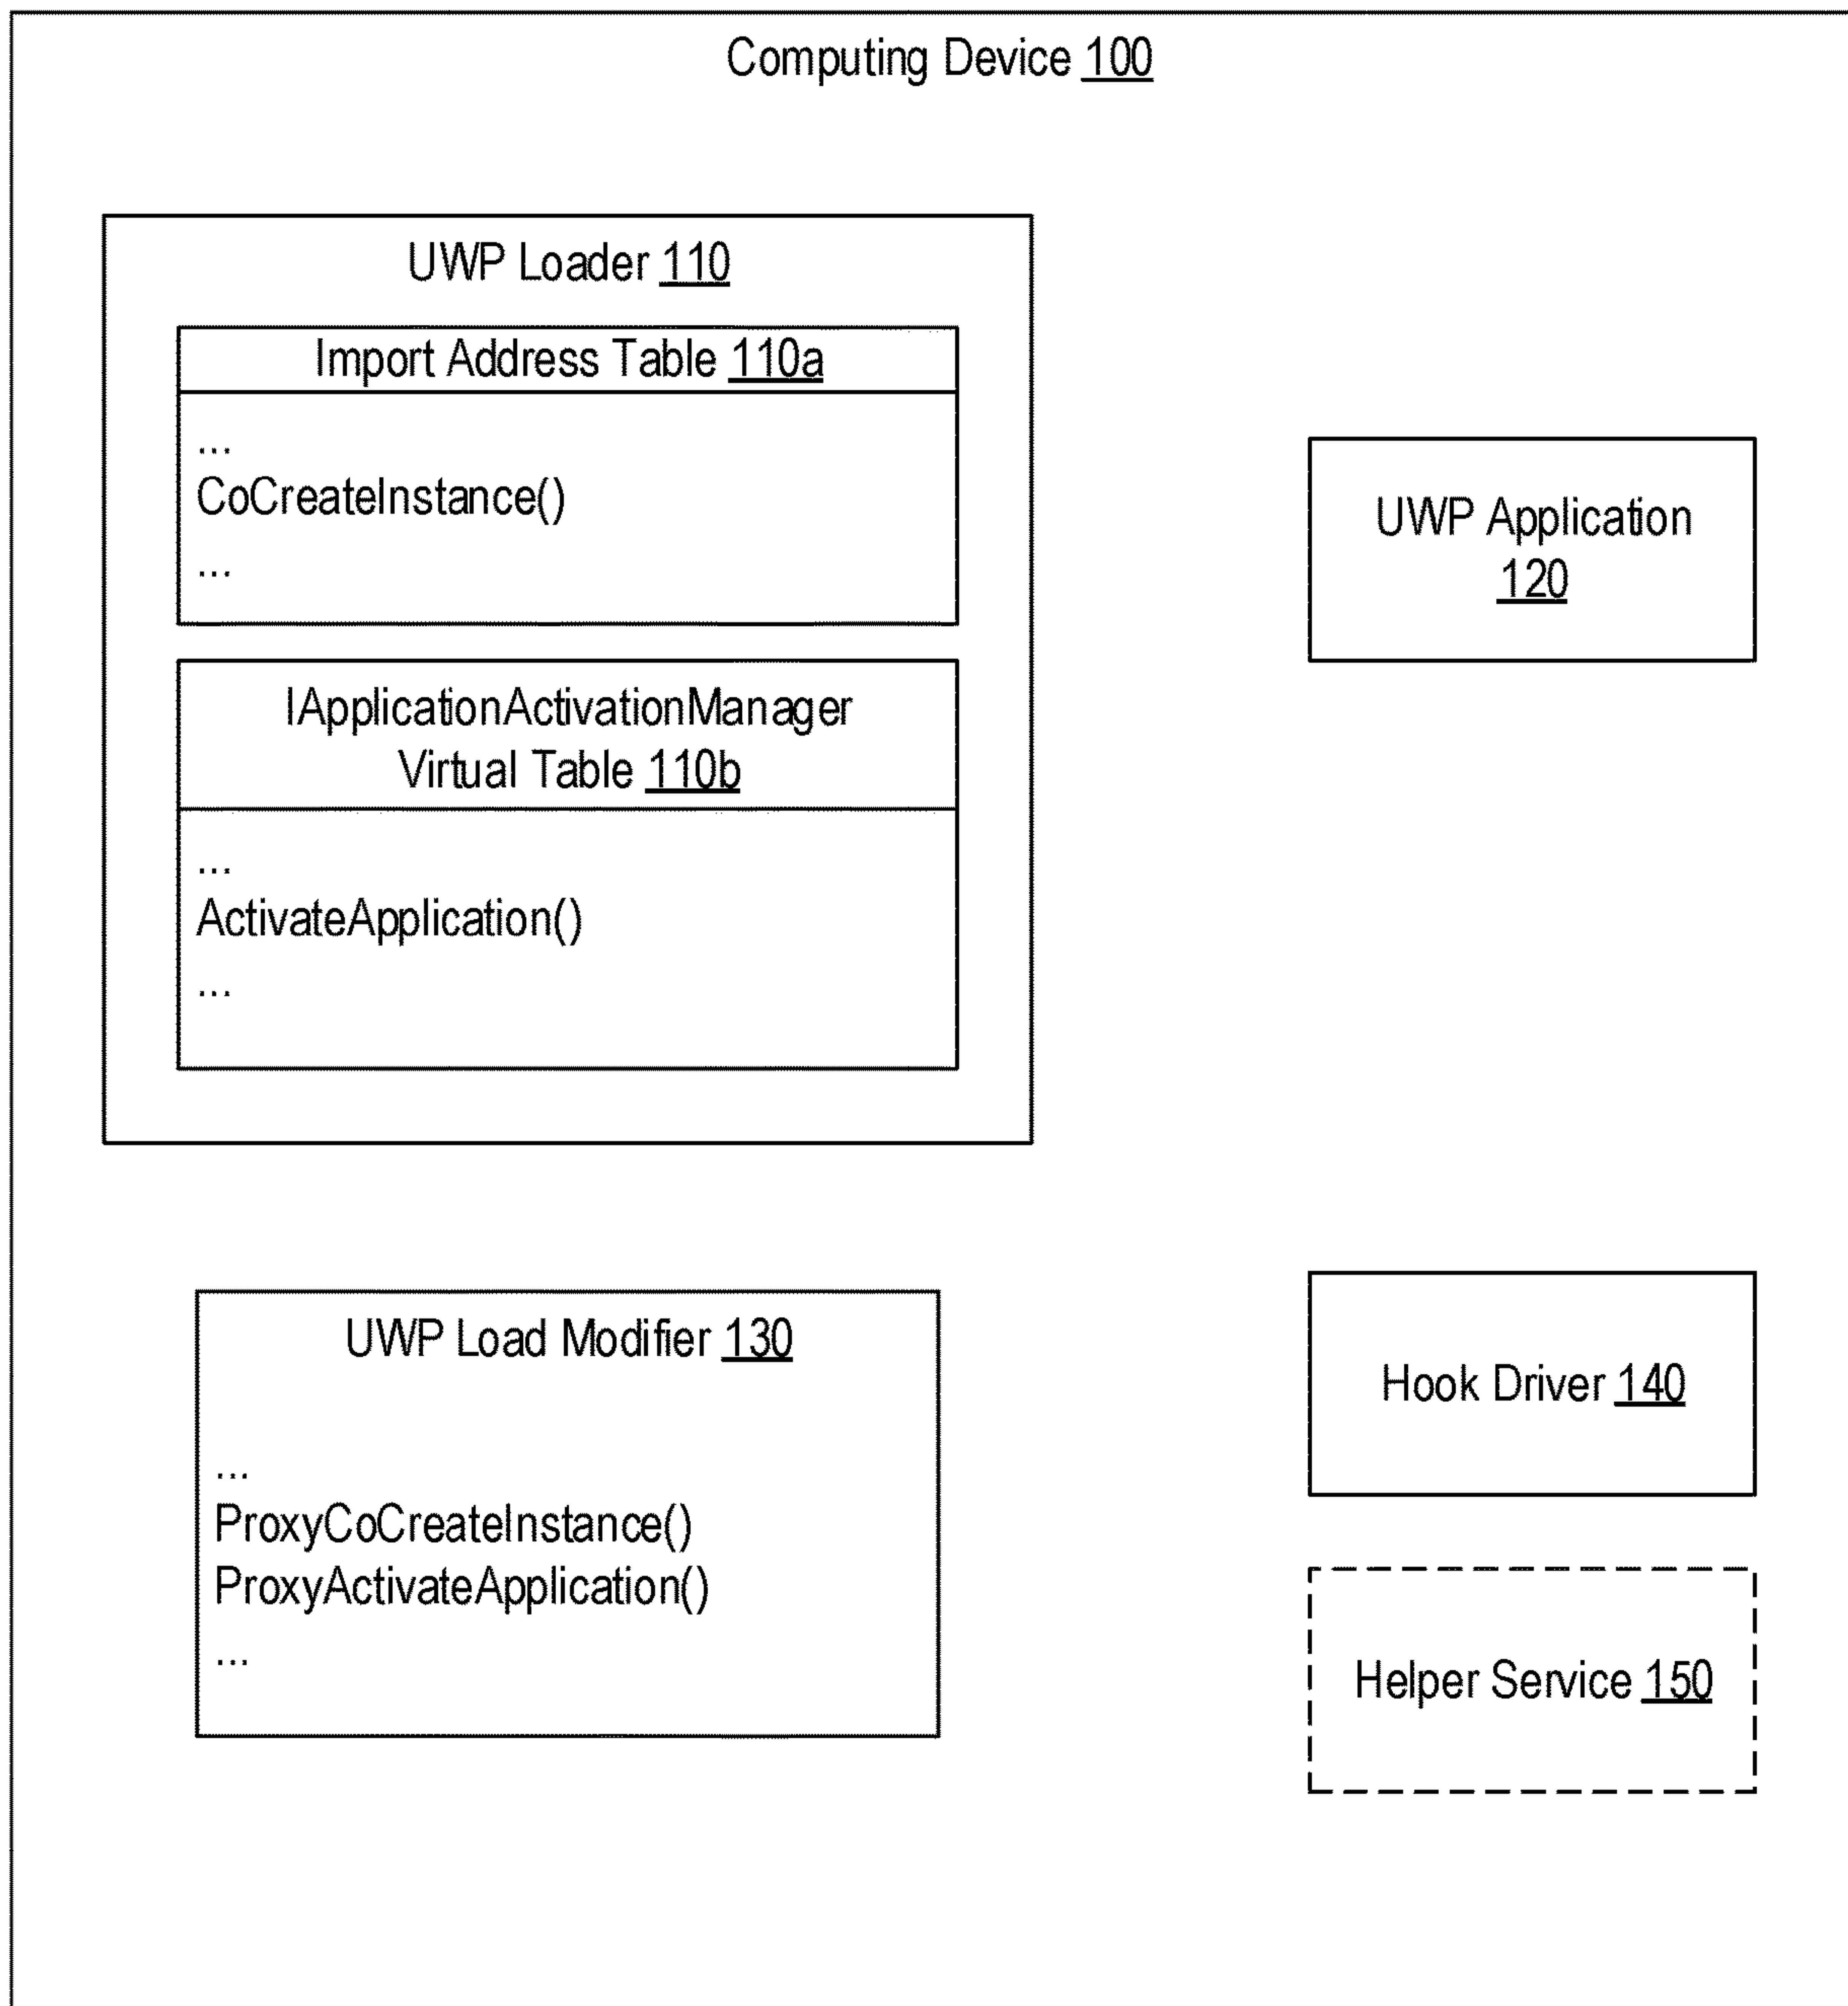 Computing Device 100
UWP Loader 110
Import Address Table 110a
...
CoCreateInstance()
...
IApplicationActivationManager
Virtual Table 110b
...
ActivateApplication()
...
UWP Application
120
UWP Load Modifier 130
...
ProxyCoCreateInstance()
ProxyActivateApplication()
...
Hook Driver 140
Helper Service 150